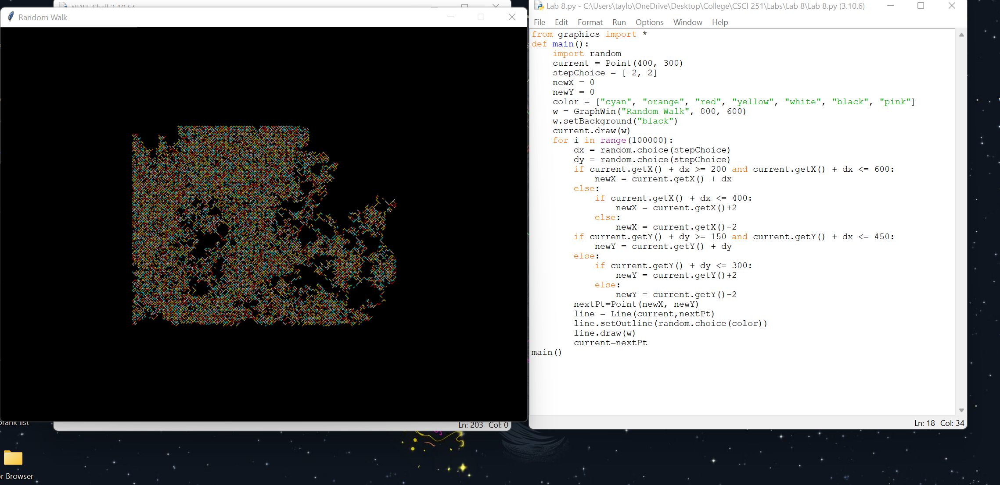 *IDLE Shell 3.10.6*
Random Walk
Lab 8.py - C:\Users\taylo\OneDrive\Desktop\College\CSCI 251\Labs\Lab 8\Lab 8.py (3.10.6)
File Edit Format Run Options Window Help
from graphics import *
def main():
    import random
    current = Point(400, 300)
    stepChoice = [-2, 2]
    newX = 0
    newY = 0
    color = ["cyan", "orange", "red", "yellow", "white", "black", "pink"]
    w = GraphWin("Random Walk", 800, 600)
    w.setBackground("black")
    current.draw(w)
    for i in range(100000):
        dx = random.choice(stepChoice)
        dy = random.choice(stepChoice)
        if current.getX() + dx >= 200 and current.getX() + dx <= 600:
            newX = current.getX() + dx
        else:
            if current.getX() + dx <= 400:
                newX = current.getX()+2
            else:
                newX = current.getX()-2
        if current.getY() + dy >= 150 and current.getY() + dx <= 450:
            newY = current.getY() + dy
        else:
            if current.getY() + dy <= 300:
                newY = current.getY()+2
            else:
                newY = current.getY()-2
        nextPt=Point(newX, newY)
        line = Line(current,nextPt)
        line.setOutline(random.choice(color))
        line.draw(w)
        current=nextPt
main()
Ln: 203 Col: 0
Ln: 18 Col: 34
list
r Browser